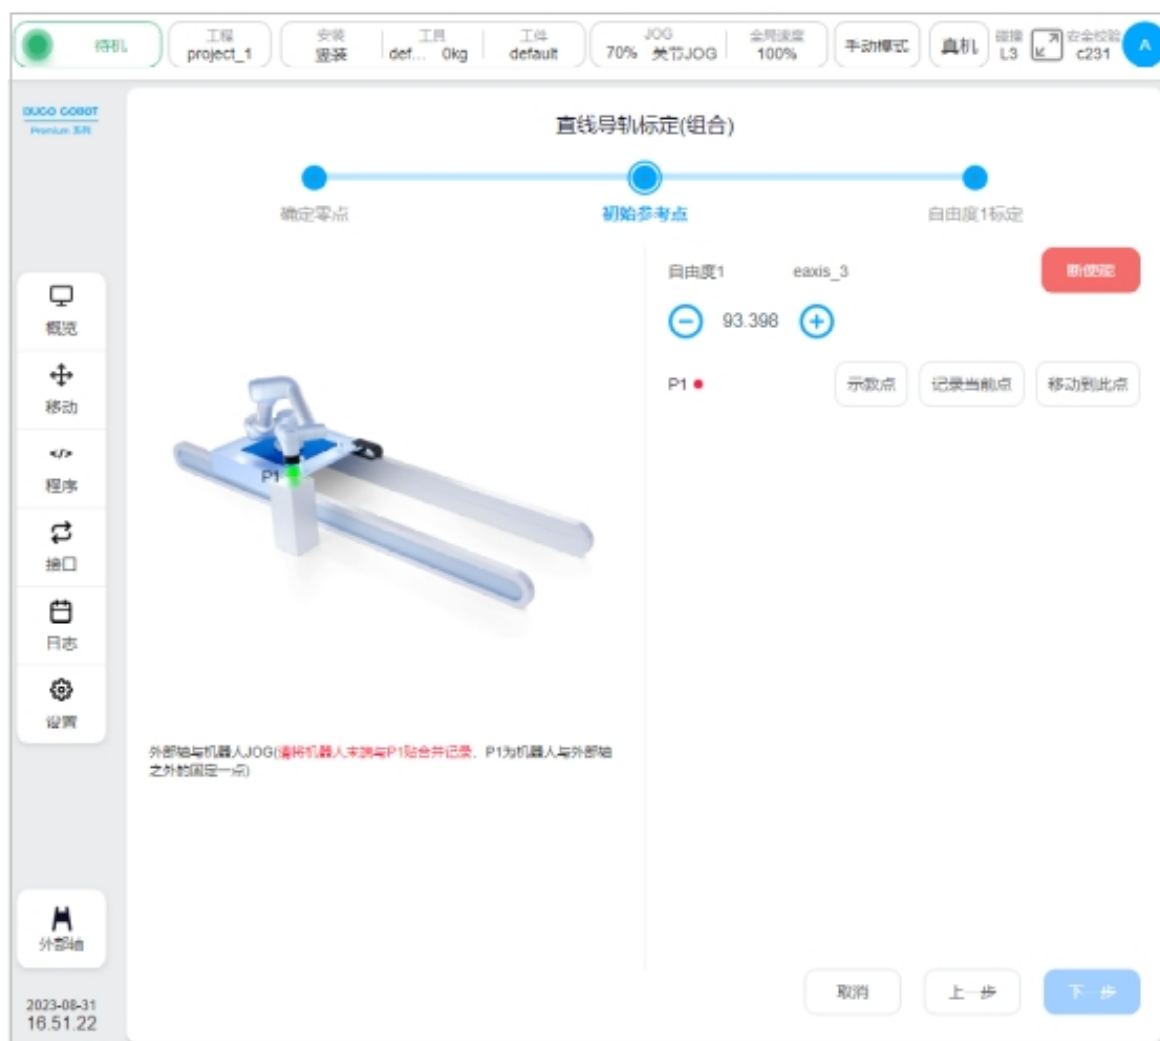 待机
工程
project_1
安装
竖装
工具
def... 0kg
工件
default
JOG
70% 关节JOG
全局速度
100%
手动模式
真机
碰撞
L3
安全校验
c231
A
DUCO COBOT
Premium 系列
直线导轨标定(组合)
确定零点
初始参考点
自由度1标定
概览
移动
程序
接口
日志
设置
外部轴
2023-08-31
16.51.22
P1
外部轴与机器人JOG(请将机器人末端与P1贴合并记录，P1为机器人与外部轴
之外的固定一点)
自由度1 eaxis_3
断使能
93.398
P1
示教点
记录当前点
移动到此点
取消
上一步
下一步